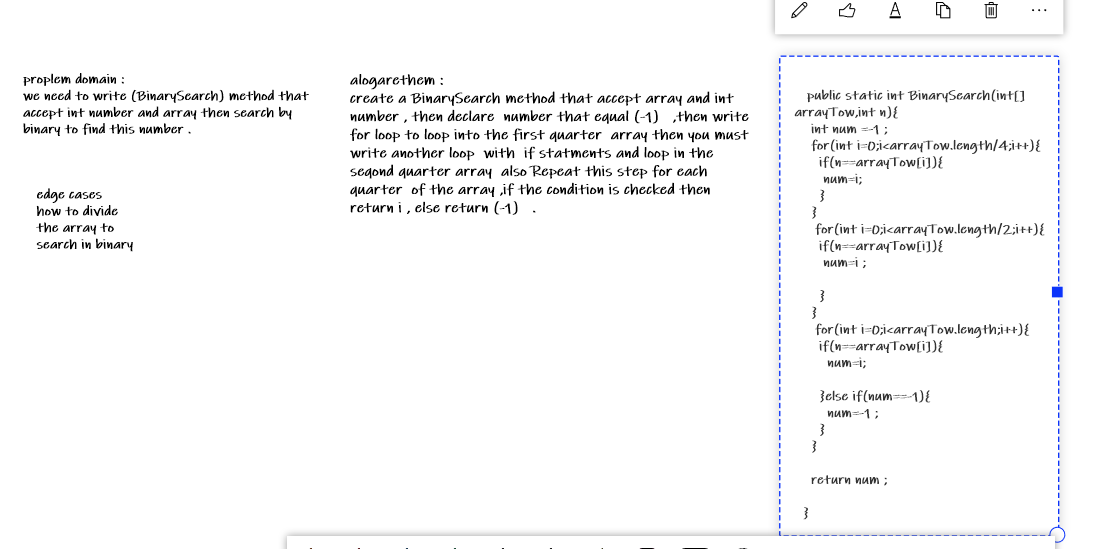 proplem domain :
we need to write (BinarySearch) method that
accept int number and array then search by
binary to find this number .
edge cases
how to divide
the array to
search in binary
alogarethem :
create a BinarySearch method that accept array and int
number , then declare number that equal (-1) ,then write
for loop to loop into the first quarter array then you must
write another loop with if statments and loop in the
seqond quarter array also Repeat this step for each
quarter of the array ,if the condition is checked then
return i , else return (-1) .
public static int BinarySearch(int[]
arrayTow,int n){
int num =-1 ;
for(int i=0;i<arrayTow.length/4;i++){
if(n==arrayTow[i]){
num=i;
}
}
for(int i=0;i<arrayTow.length/2;i++){
if(n==arrayTow[i]){
num=i ;
}
}
for(int i=0;i<arrayTow.length;i++){
if(n==arrayTow[i]){
num=i;
}else if(num==-1){
num=-1 ;
}
}
return num ;
}